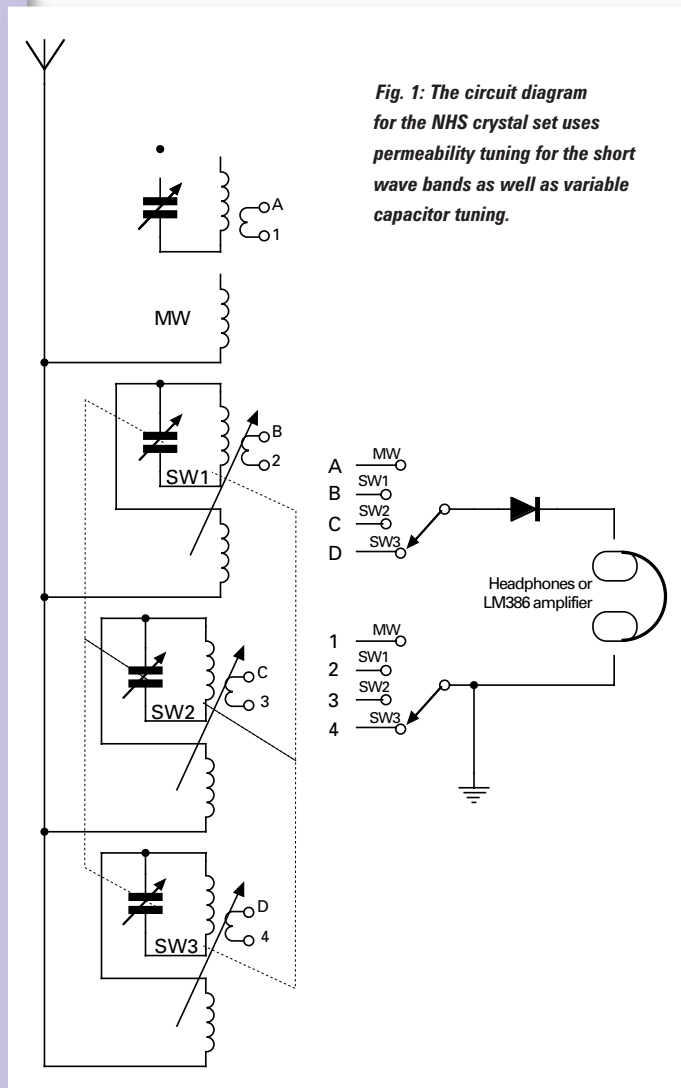 Fig. 1: The circuit diagram
for the NHS crystal set uses
permeability tuning for the short
wave bands as well as variable
capacitor tuning.
A
1
MW
B
2
SW1
C
3
SW2
D
4
SW3
A MW
B SW1
C SW2
D SW3
Headphones or
LM386 amplifier
1 MW
2 SW1
3 SW2
4 SW3